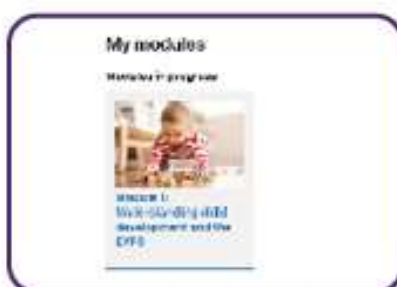 My modules
Modules in progress
Module 1:
Understanding child
development and the
EYFS